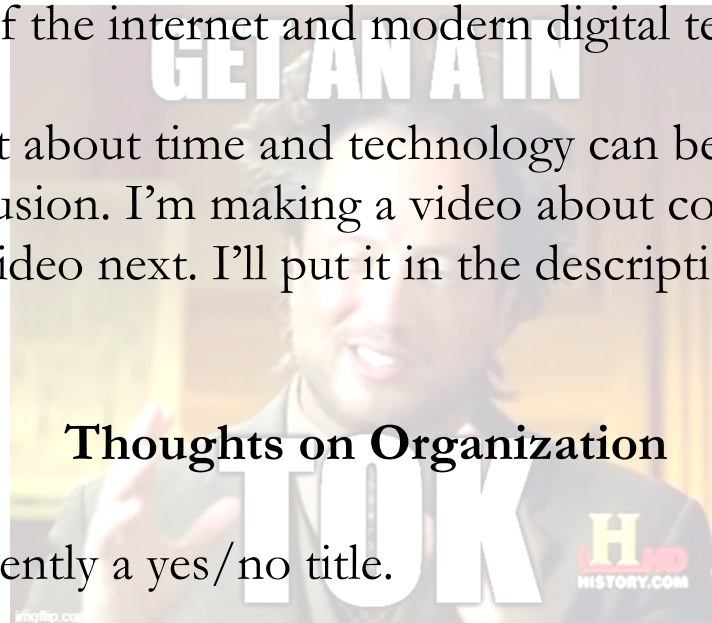 f the internet and modern digital te
GET AN A IN
t about time and technology can be
usion. I’m making a video about co
ideo next. I’ll put it in the descripti
Thoughts on Organization
TOK
ently a yes/no title.
H HD
HISTORY.COM
imgflip.co